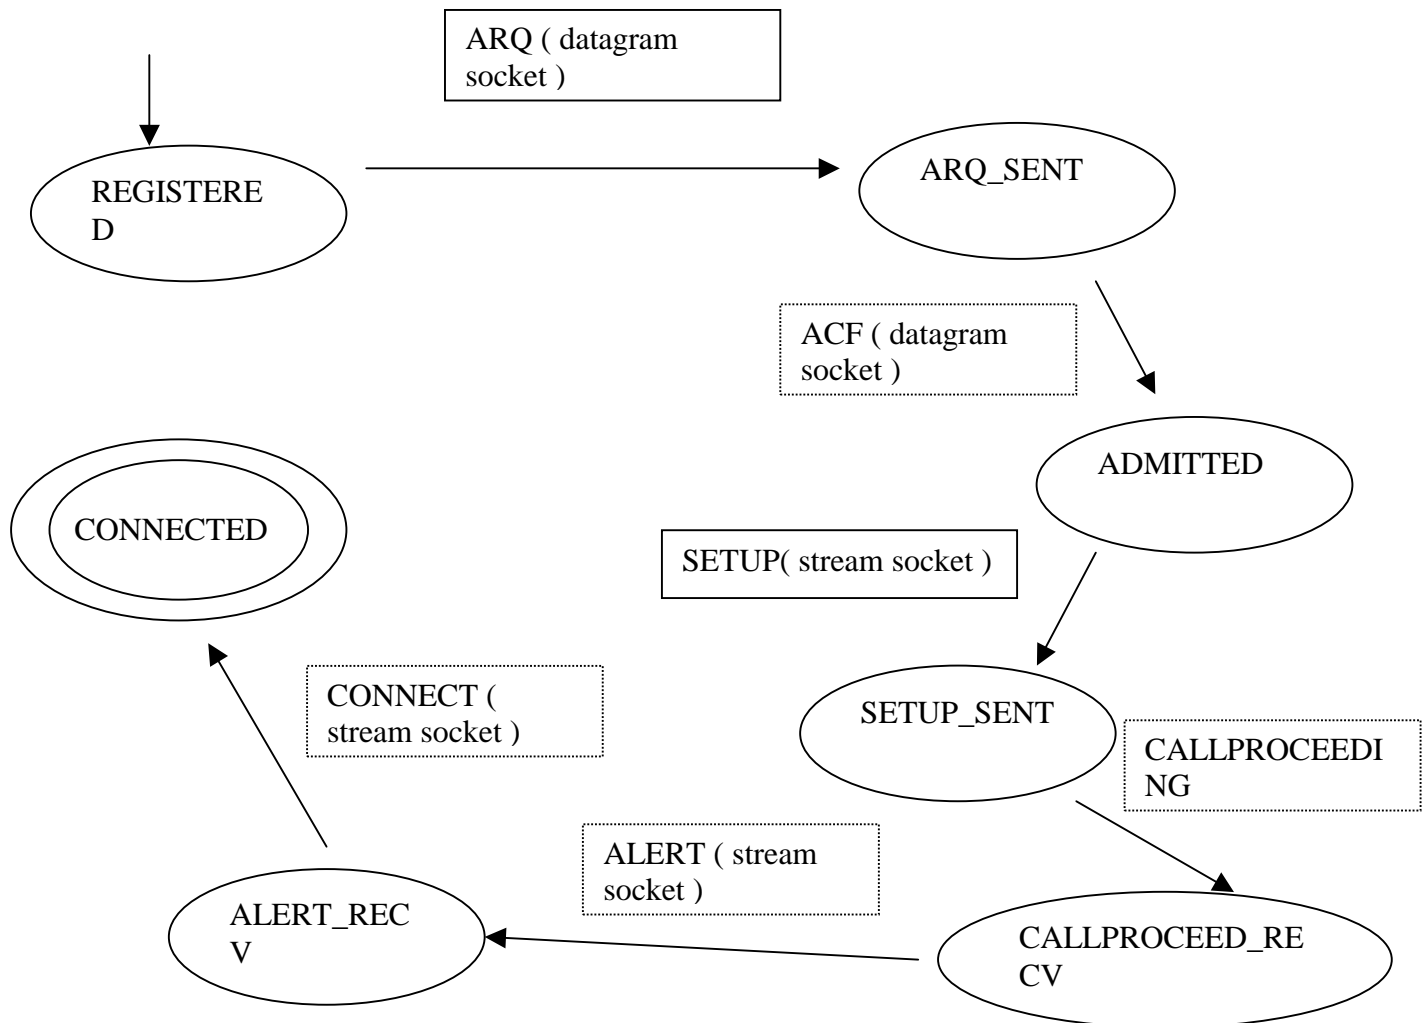 ARQ ( datagram
socket )
REGISTERE
D
ARQ_SENT
ACF ( datagram
socket )
ADMITTED
CONNECTED
SETUP( stream socket )
CONNECT (
stream socket )
SETUP_SENT
CALLPROCEEDI
NG
ALERT ( stream
socket )
ALERT_REC
V
CALLPROCEED_RE
CV